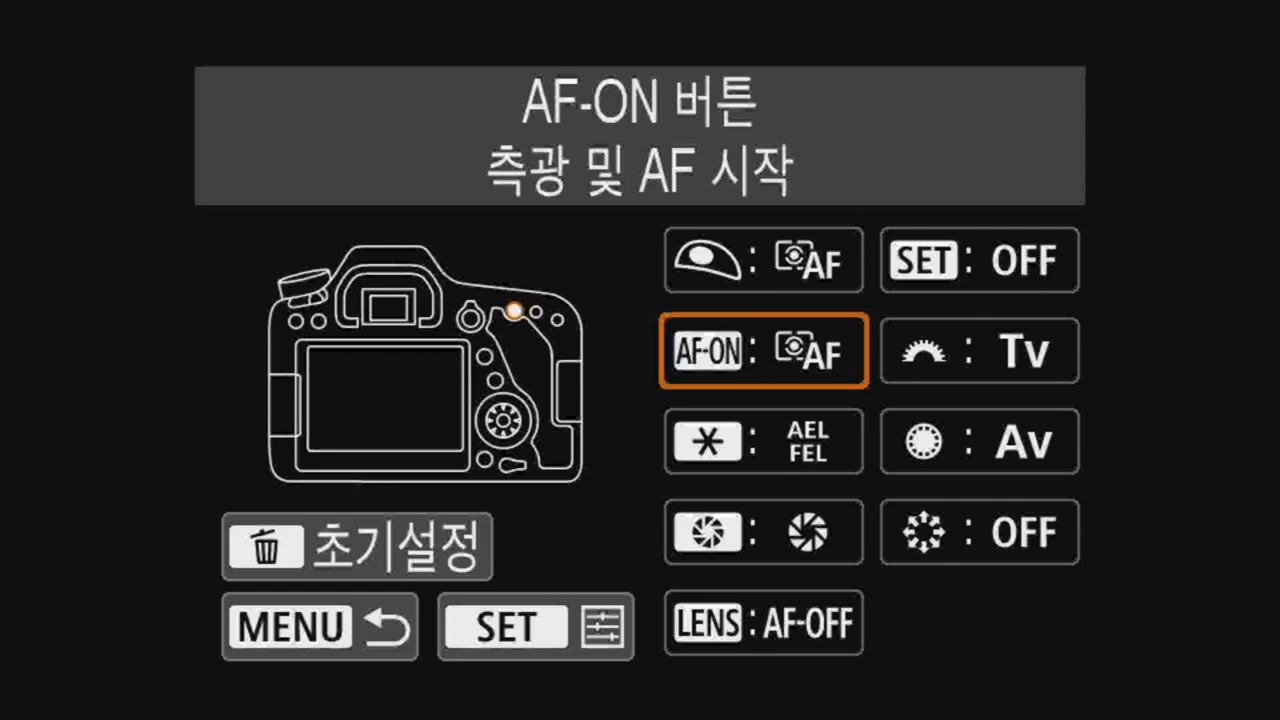 AF-ON 버튼
측광 및 AF 시작
: AF
SET : OFF
AF-ON : AF
: Tv
* : AEL FEL
: Av
:
: OFF
LENS : AF-OFF
초기설정
MENU
SET